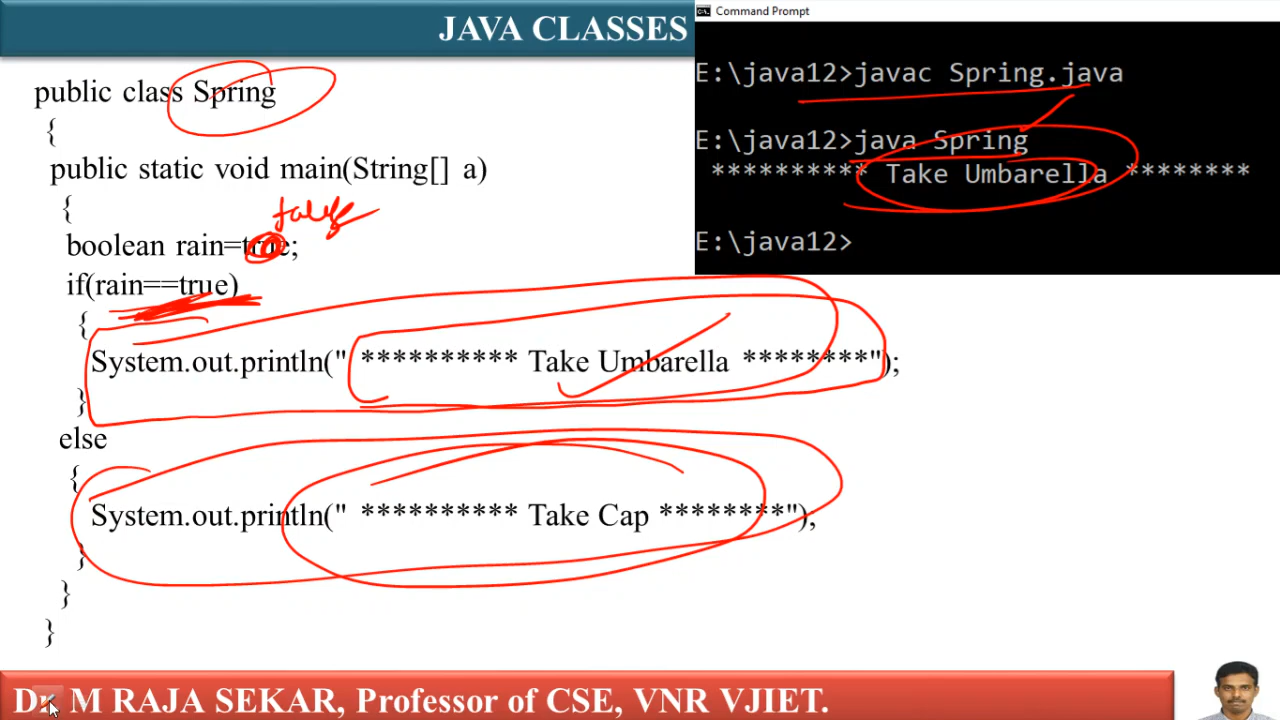 JAVA CLASSES
public class Spring
{
public static void main(String[] a)
{
false
boolean rain=true;
if(rain==true)
{
System.out.println(" ********** Take Umbarella ********");
}
else
{
System.out.println(" ********** Take Cap ********");
}
}
}
Command Prompt
E:\java12>javac Spring.java
E:\java12>java Spring
********** Take Umbarella ********
E:\java12>
Dr. M RAJA SEKAR, Professor of CSE, VNR VJIET.